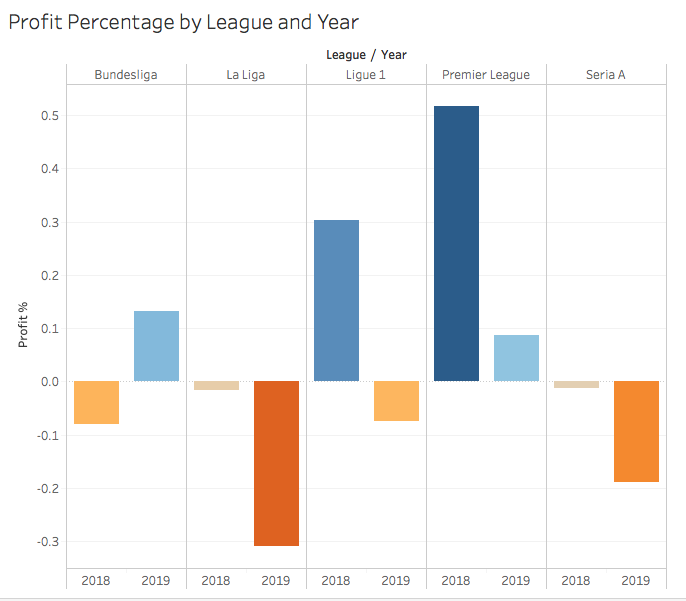 Profit Percentage by League and Year
League / Year
Bundesliga La Liga Ligue 1 Premier League Seria A
0.5
0.4
0.3
0.2
0.1
0.0
-0.1
-0.2
-0.3
Profit %
2018 2019 2018 2019 2018 2019 2018 2019 2018 2019